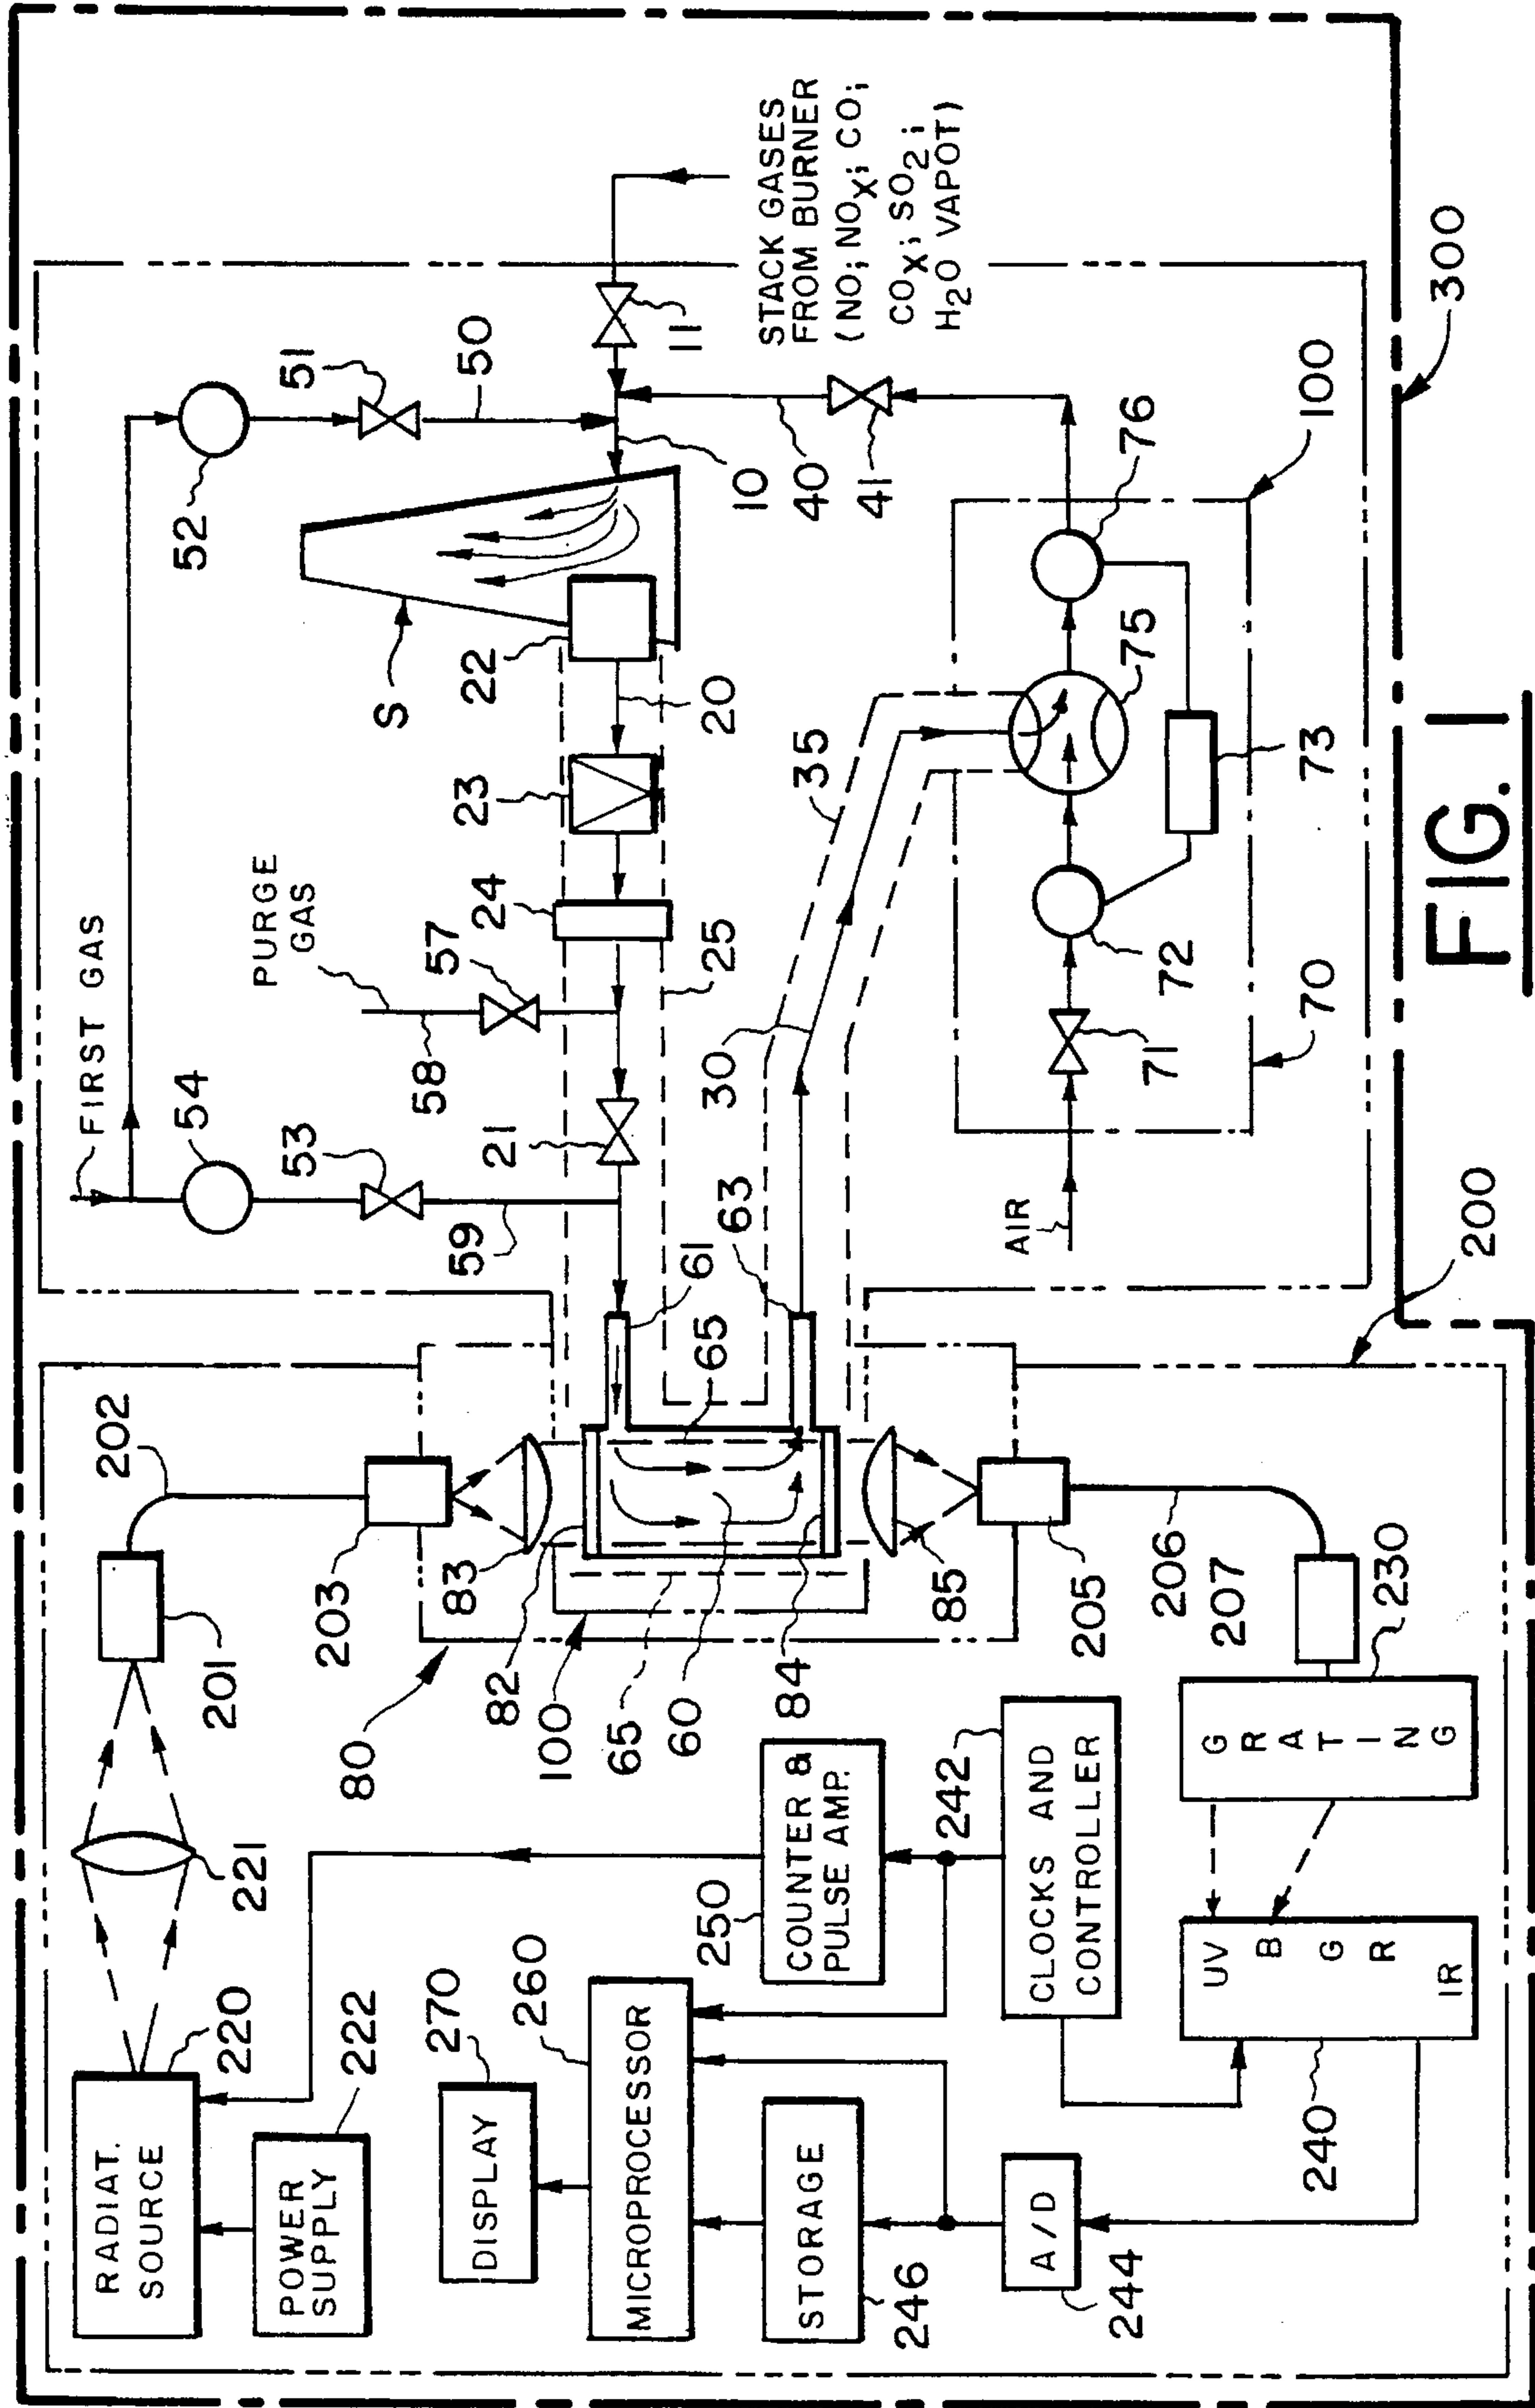 RADIAT.
SOURCE
220
221
201
202
FIRST GAS
54
52
POWER
SUPPLY
222
203
53
51
PURGE
GAS
58
57
DISPLAY
270
80
83
59
50
S
MICROPROCESSOR
260
82
100
65
60
84
21
24
23
22
61
65
20
25
10
11
STORAGE
246
250
COUNTER &
PULSE AMP.
63
30
35
40
41
STACK GASES
FROM BURNER
(NO; NOX; CO;
COX; SO2;
H2O VAPOT)
A/D
244
242
CLOCKS AND
CONTROLLER
85
205
AIR
71
72
75
76
73
70
100
240
UV
B
G
R
IR
GRATING
230
207
206
200
300
FIG. 1